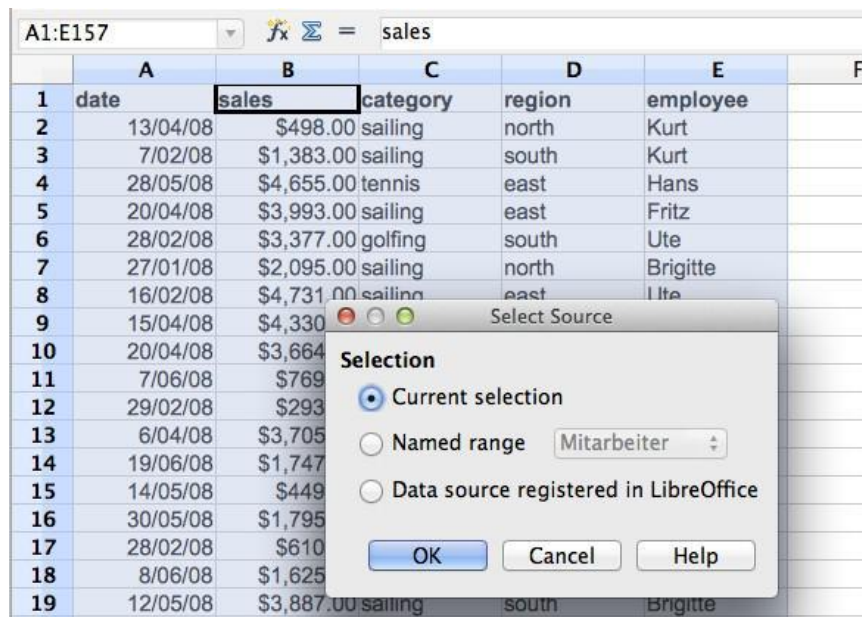 A1:E157 fx Σ = sales
A B C D E F
1 date sales category region employee
2 13/04/08 $498.00 sailing north Kurt
3 7/02/08 $1,383.00 sailing south Kurt
4 28/05/08 $4,655.00 tennis east Hans
5 20/04/08 $3,993.00 sailing east Fritz
6 28/02/08 $3,377.00 golfing south Ute
7 27/01/08 $2,095.00 sailing north Brigitte
8 16/02/08 $4,731.00 sailing east Ute
9 15/04/08 $4,330
10 20/04/08 $3,664
11 7/06/08 $769
12 29/02/08 $293
13 6/04/08 $3,705
14 19/06/08 $1,747
15 14/05/08 $449
16 30/05/08 $1,795
17 28/02/08 $610
18 8/06/08 $1,625
19 12/05/08 $3,887.00 sailing south Brigitte
Select Source
Selection
Current selection
Named range Mitarbeiter
Data source registered in LibreOffice
OK Cancel Help